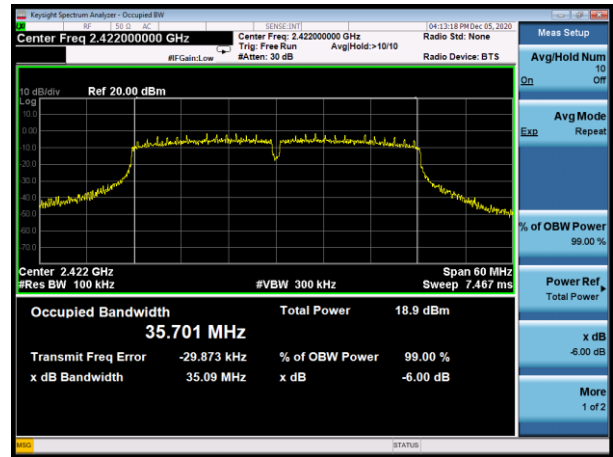 Keysight Spectrum Analyzer - Occupied BW
RF 50 Ω AC SENSE:INT 04:13:18 PM Dec 05, 2020
Center Freq 2.422000000 GHz
Center Freq: 2.422000000 GHz
Radio Std: None
Trig: Free Run Avg|Hold:>10/10
#IFGain:Low #Atten: 30 dB Radio Device: BTS
10 dB/div Ref 20.00 dBm
Log
10.0
0.00
-10.0
-20.0
-30.0
-40.0
-50.0
-60.0
-70.0
Center 2.422 GHz Span 60 MHz
#Res BW 100 kHz #VBW 300 kHz Sweep 7.467 ms
Occupied Bandwidth Total Power 18.9 dBm
35.701 MHz
Transmit Freq Error -29.873 kHz % of OBW Power 99.00 %
x dB Bandwidth 35.09 MHz x dB -6.00 dB
Meas Setup
Avg/Hold Num
10
On Off
Avg Mode
Exp Repeat
% of OBW Power
99.00 %
Power Ref
Total Power
x dB
-6.00 dB
More
1 of 2
MSG STATUS